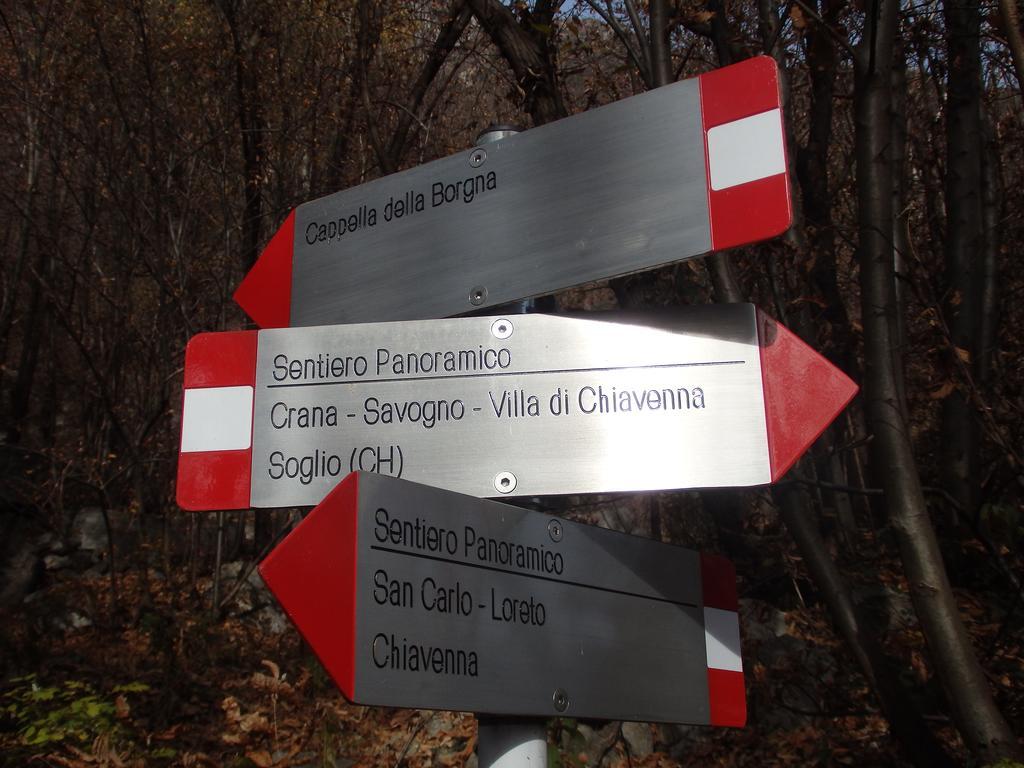 Cappella della Borgna
Sentiero Panoramico
Crana - Savogno - Villa di Chiavenna
Soglio (CH)
Sentiero Panoramico
San Carlo - Loreto
Chiavenna